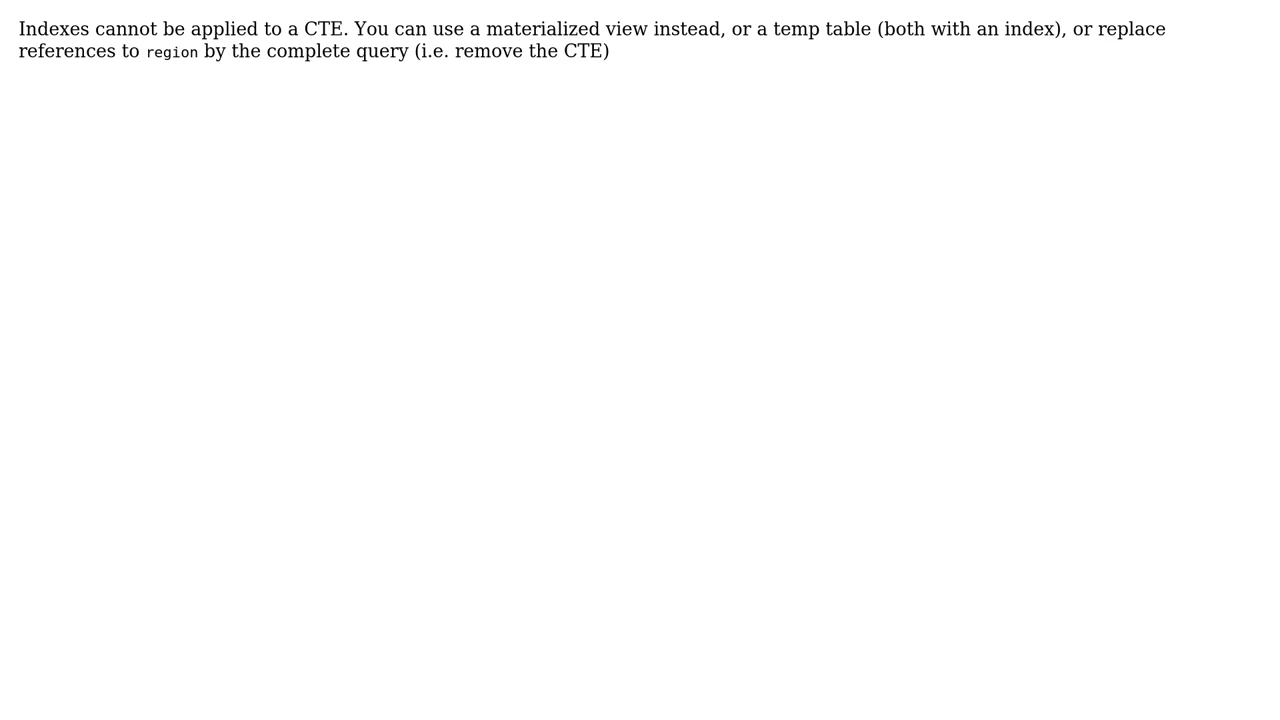 Indexes cannot be applied to a CTE. You can use a materialized view instead, or a temp table (both with an index), or replace
references to region by the complete query (i.e. remove the CTE)